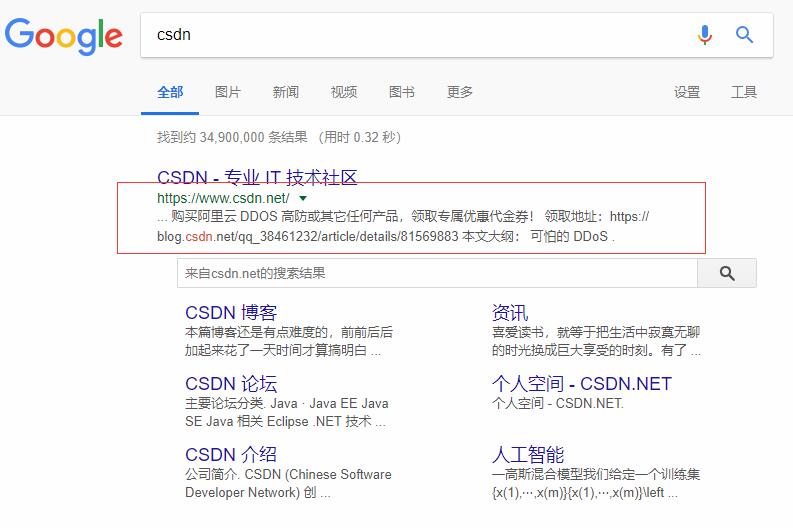 Google
csdn
全部 图片 新闻 视频 图书 更多 设置 工具
找到约 34,900,000 条结果 （用时 0.32 秒）
CSDN - 专业 IT 技术社区
https://www.csdn.net/
... 购买阿里云 DDOS 高防或其它任何产品，领取专属优惠代金券！ 领取地址：https://
blog.csdn.net/qq_38461232/article/details/81569883 本文大纲： 可怕的 DDoS .
来自csdn.net的搜索结果
CSDN 博客
本篇博客还是有点难度的，前前后后
加起来花了一天时间才算搞明白 ...
资讯
喜爱读书，就等于把生活中寂寞无聊
的时光换成巨大享受的时刻。有了 ...
CSDN 论坛
主要论坛分类. Java · Java EE Java
SE Java 相关 Eclipse .NET 技术 ...
个人空间 - CSDN.NET
个人空间 - CSDN.NET.
CSDN 介绍
公司简介. CSDN (Chinese Software
Developer Network) 创 ...
人工智能
一高斯混合模型我们给定一个训练集
{x(1),⋯,x(m)}{x(1),⋯,x(m)}\left ...